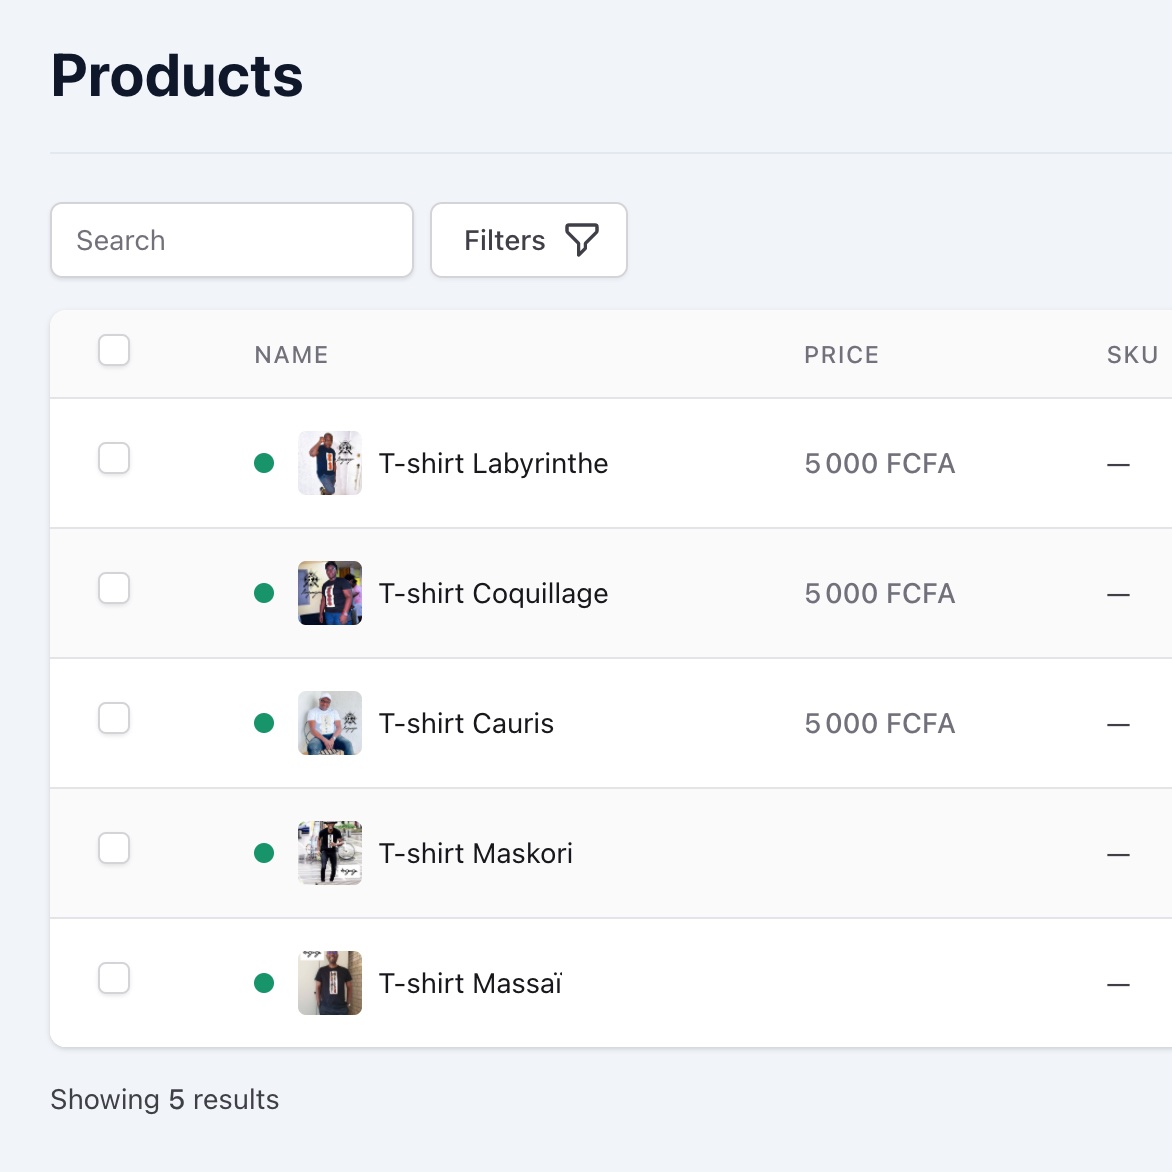 Products
Search
Filters
NAME PRICE SKU
T-shirt Labyrinthe 5 000 FCFA —
T-shirt Coquillage 5 000 FCFA —
T-shirt Cauris 5 000 FCFA —
T-shirt Maskori —
T-shirt Massaï —
Showing 5 results